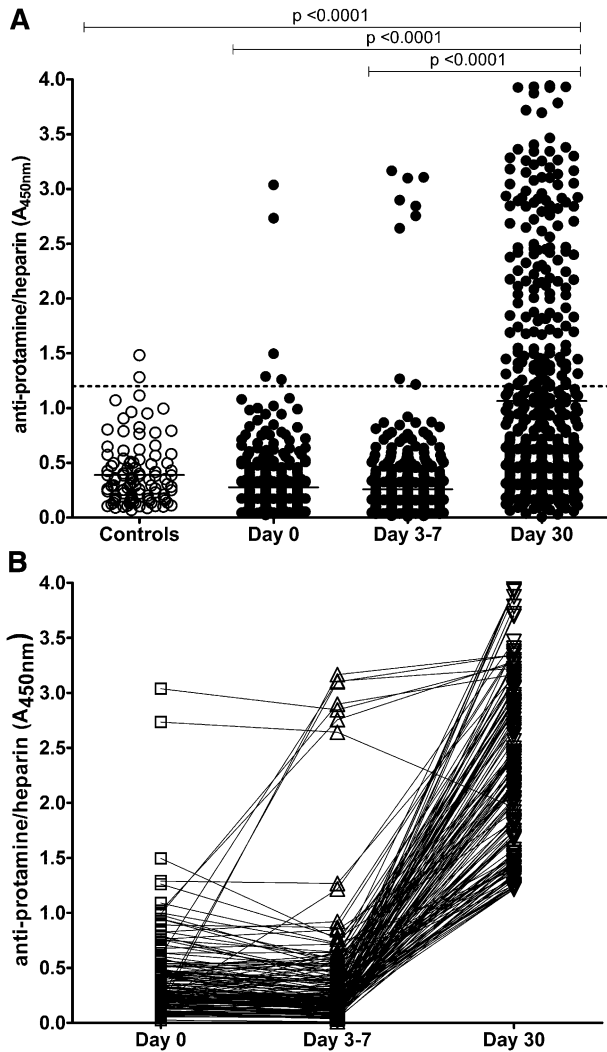 A
p <0.0001
p <0.0001
p <0.0001
anti-protamine/heparin (A450nm)
4.0
3.5
3.0
2.5
2.0
1.5
1.0
0.5
0.0
Controls Day 0 Day 3-7 Day 30
B
anti-protamine/heparin (A450nm)
4.0
3.5
3.0
2.5
2.0
1.5
1.0
0.5
0.0
Day 0 Day 3-7 Day 30